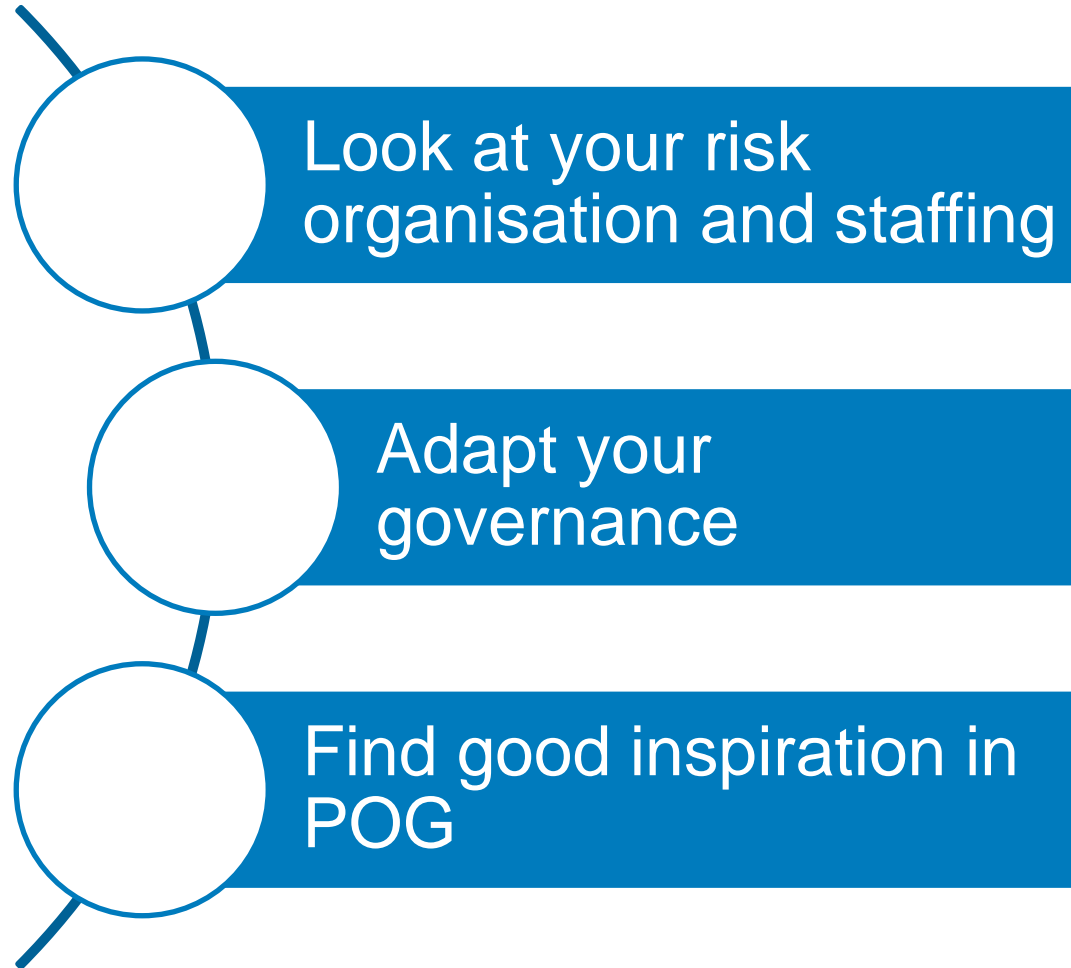 Look at your risk
organisation and staffing
Adapt your
governance
Find good inspiration in
POG